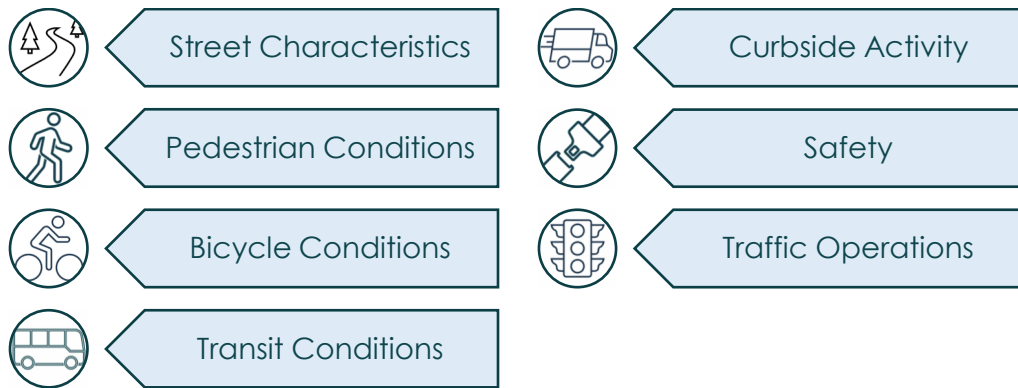 Street Characteristics
Pedestrian Conditions
Bicycle Conditions
Transit Conditions
Curbside Activity
Safety
Traffic Operations